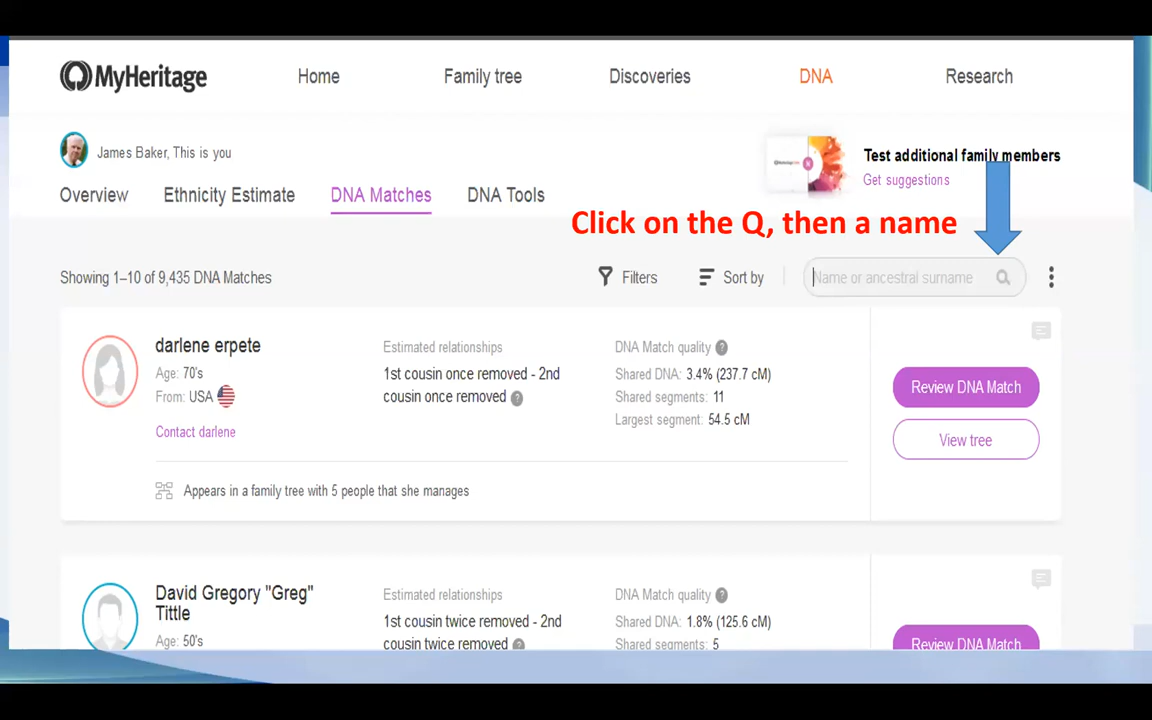 MyHeritage Home Family tree Discoveries DNA Research
James Baker, This is you
Test additional family members
Get suggestions
Overview Ethnicity Estimate DNA Matches DNA Tools
Click on the Q, then a name
Showing 1–10 of 9,435 DNA Matches Filters Sort by Name or ancestral surname
darlene erpete
Age: 70's
From: USA
Contact darlene
Estimated relationships
1st cousin once removed - 2nd
cousin once removed ?
DNA Match quality ?
Shared DNA: 3.4% (237.7 cM)
Shared segments: 11
Largest segment: 54.5 cM
Review DNA Match
View tree
Appears in a family tree with 5 people that she manages
David Gregory "Greg"
Tittle
Age: 50's
Estimated relationships
1st cousin twice removed - 2nd
cousin twice removed ?
DNA Match quality ?
Shared DNA: 1.8% (125.6 cM)
Shared segments: 5
Review DNA Match